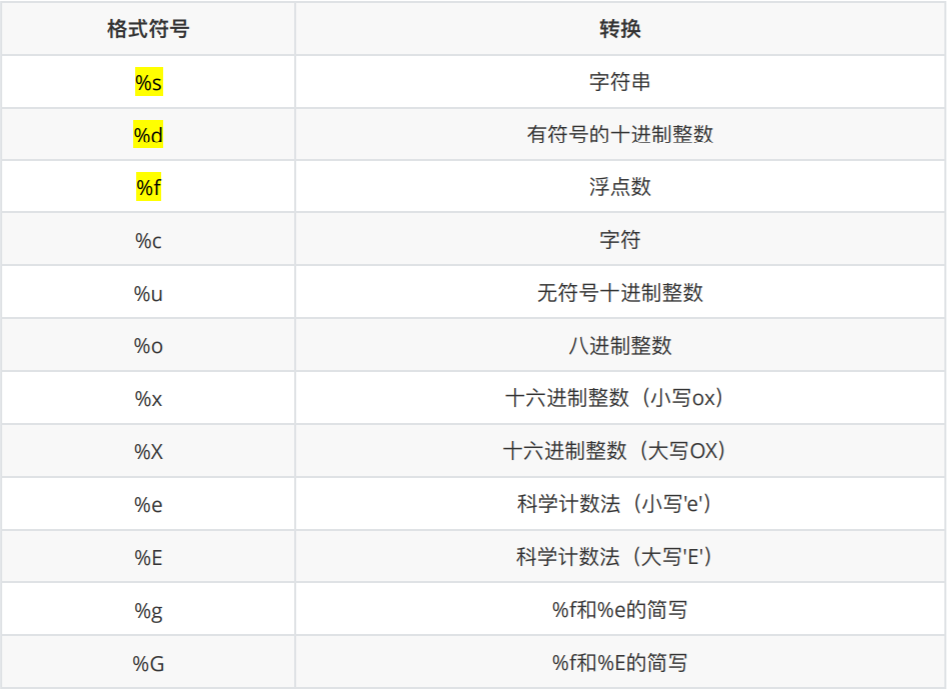 格式符号 转换
%s 字符串
%d 有符号的十进制整数
%f 浮点数
%c 字符
%u 无符号十进制整数
%o 八进制整数
%x 十六进制整数（小写ox）
%X 十六进制整数（大写OX）
%e 科学计数法（小写'e'）
%E 科学计数法（大写'E'）
%g %f和%e的简写
%G %f和%E的简写